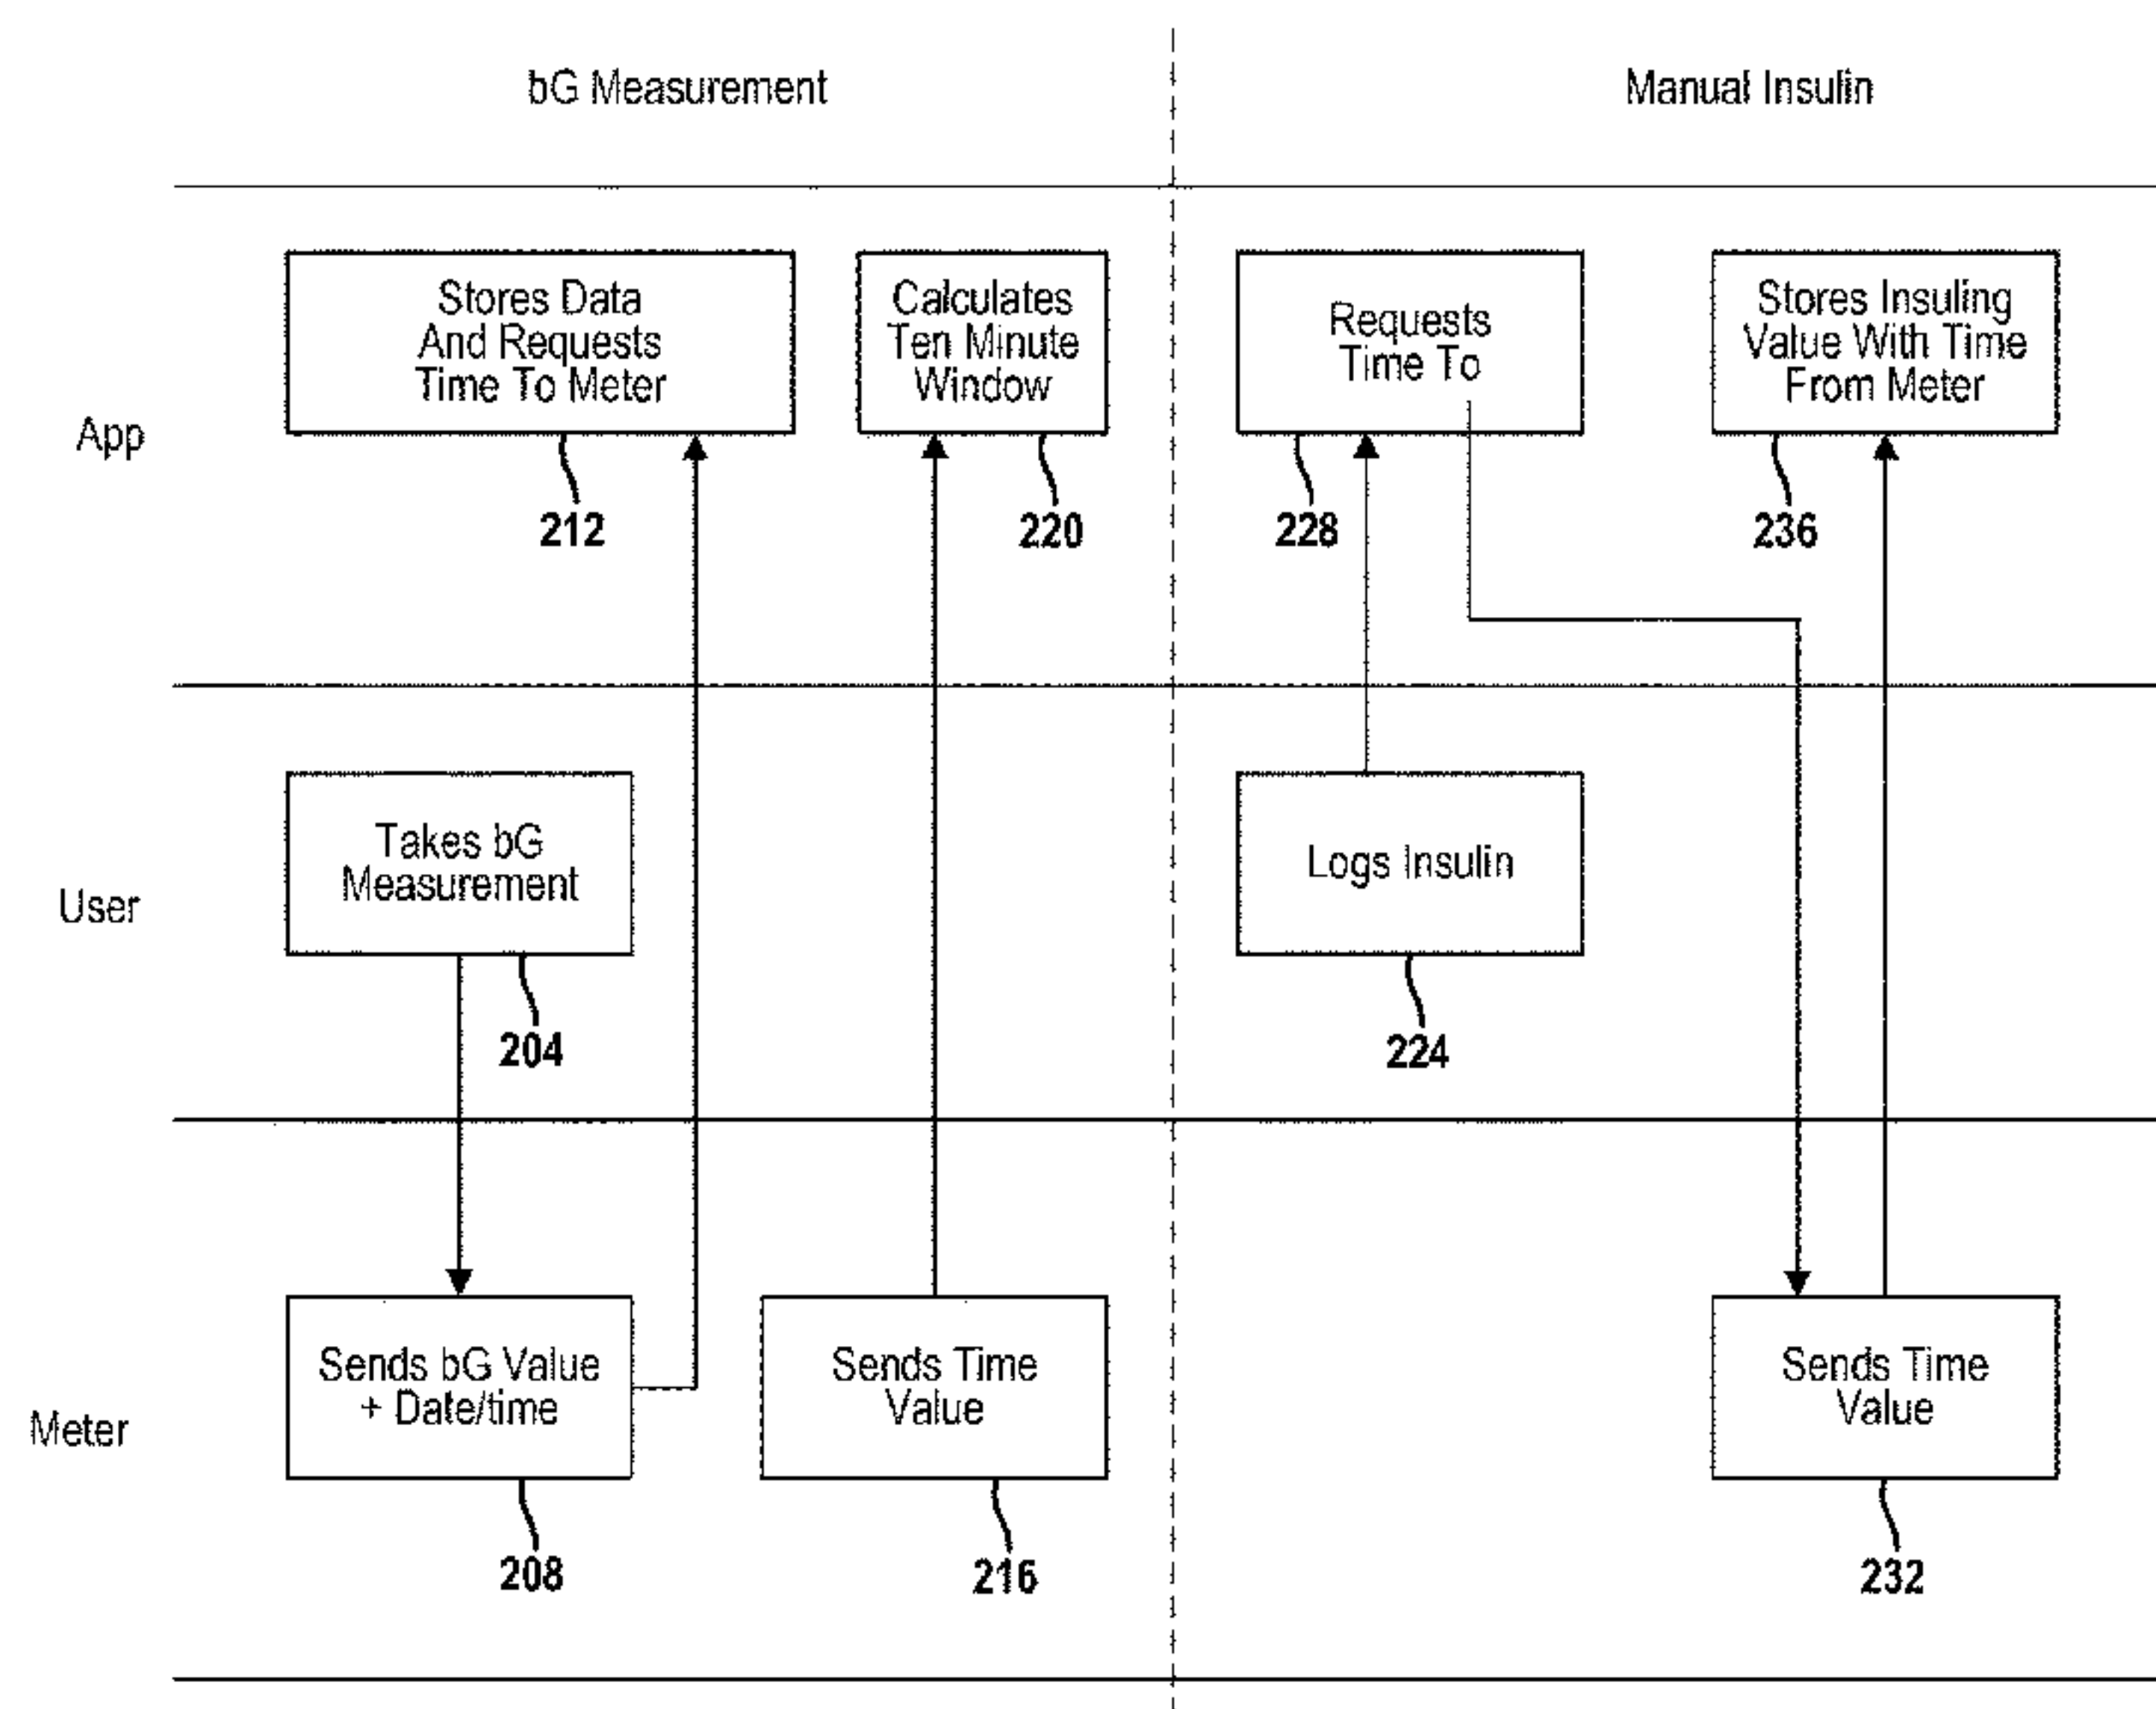 bG Measurement
Manual Insulin
App
Stores Data
And Requests
Time To Meter
212
Calculates
Ten Minute
Window
220
Requests
Time To
228
Stores Insuling
Value With Time
From Meter
236
User
Takes bG
Measurement
204
Logs Insulin
224
Meter
Sends bG Value
+ Date/time
208
Sends Time
Value
216
Sends Time
Value
232